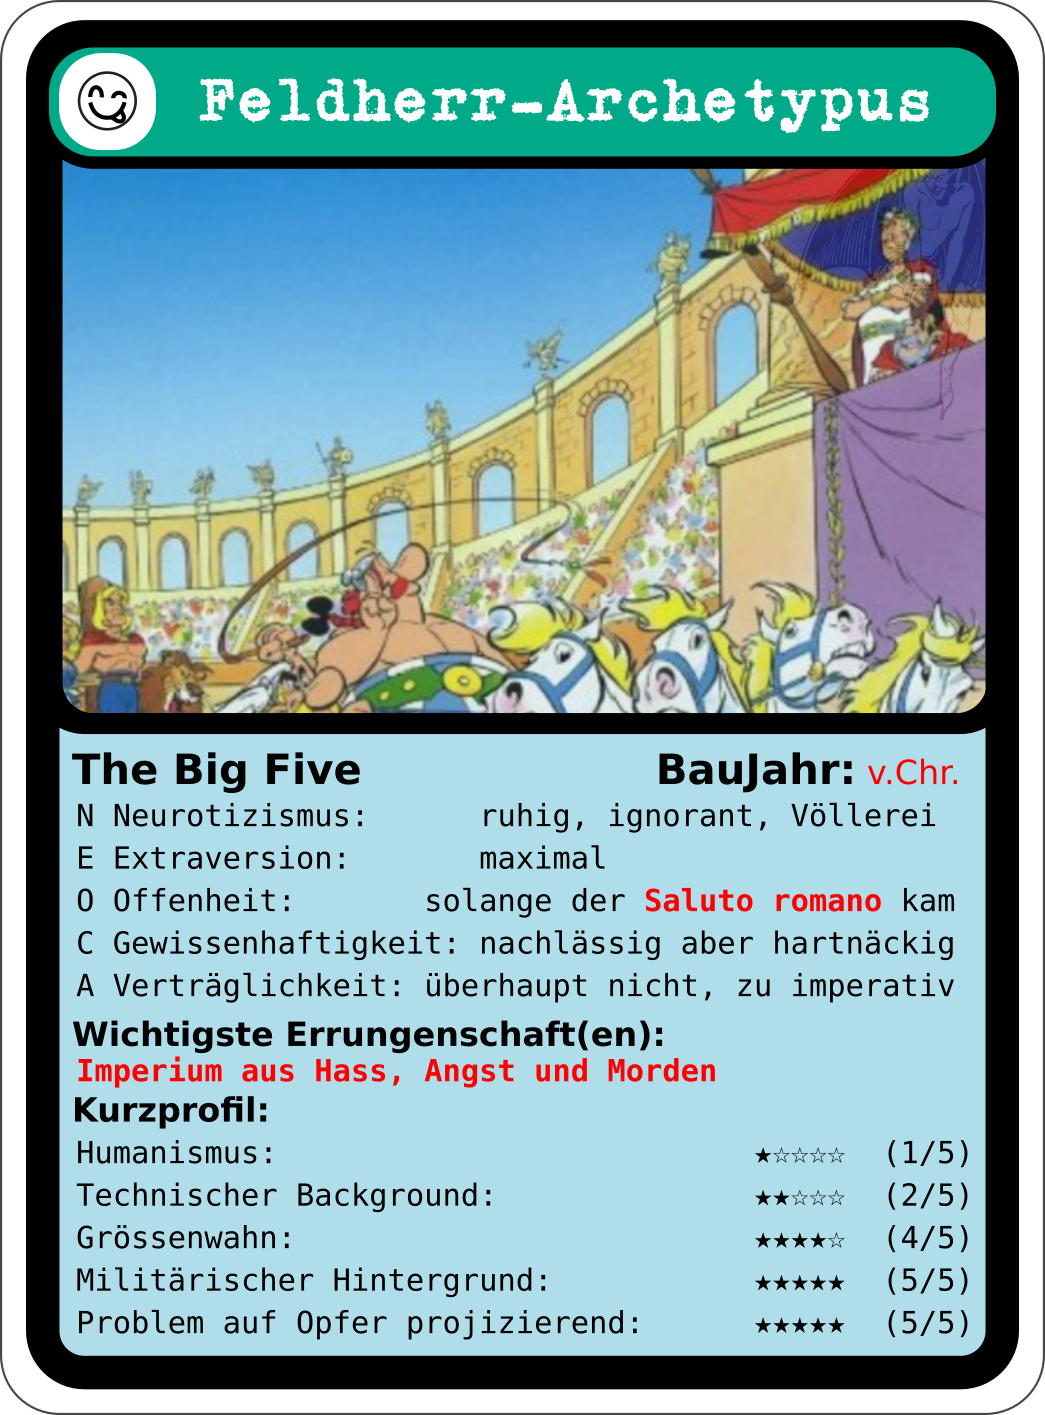 Feldherr-Archetypus
The Big Five BauJahr: v.Chr.
N Neurotizismus: ruhig, ignorant, Völlerei
E Extraversion: maximal
O Offenheit: solange der Saluto romano kam
C Gewissenhaftigkeit: nachlässig aber hartnäckig
A Verträglichkeit: überhaupt nicht, zu imperativ
Wichtigste Errungenschaft(en):
Imperium aus Hass, Angst und Morden
Kurzprofil:
Humanismus: ★☆☆☆☆ (1/5)
Technischer Background: ★★☆☆☆ (2/5)
Grössenwahn: ★★★★☆ (4/5)
Militärischer Hintergrund: ★★★★★ (5/5)
Problem auf Opfer projizierend: ★★★★★ (5/5)